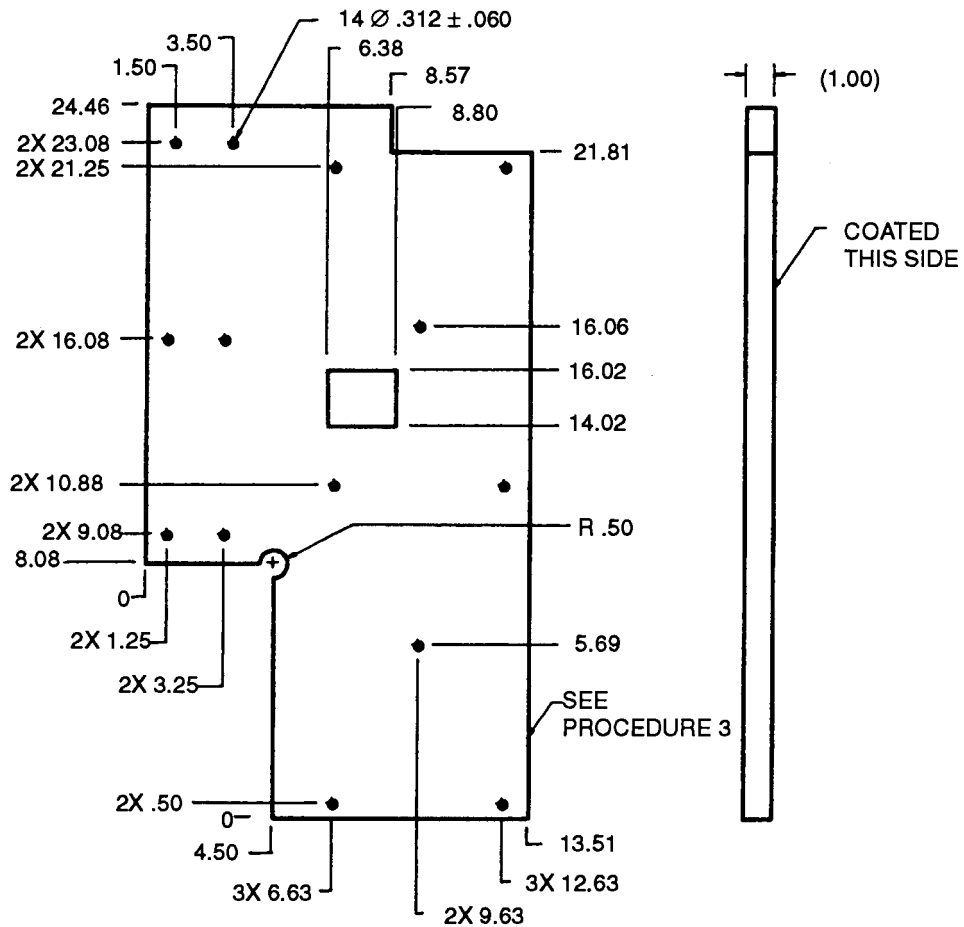 14 Ø .312 ± .060
3.50
6.38
1.50
8.57
(1.00)
24.46
8.80
2X 23.08
21.81
2X 21.25
COATED
THIS SIDE
16.06
2X 16.08
16.02
14.02
2X 10.88
2X 9.08
R .50
8.08
0
2X 1.25
5.69
2X 3.25
SEE
PROCEDURE 3
2X .50
0
4.50
13.51
3X 6.63
3X 12.63
2X 9.63